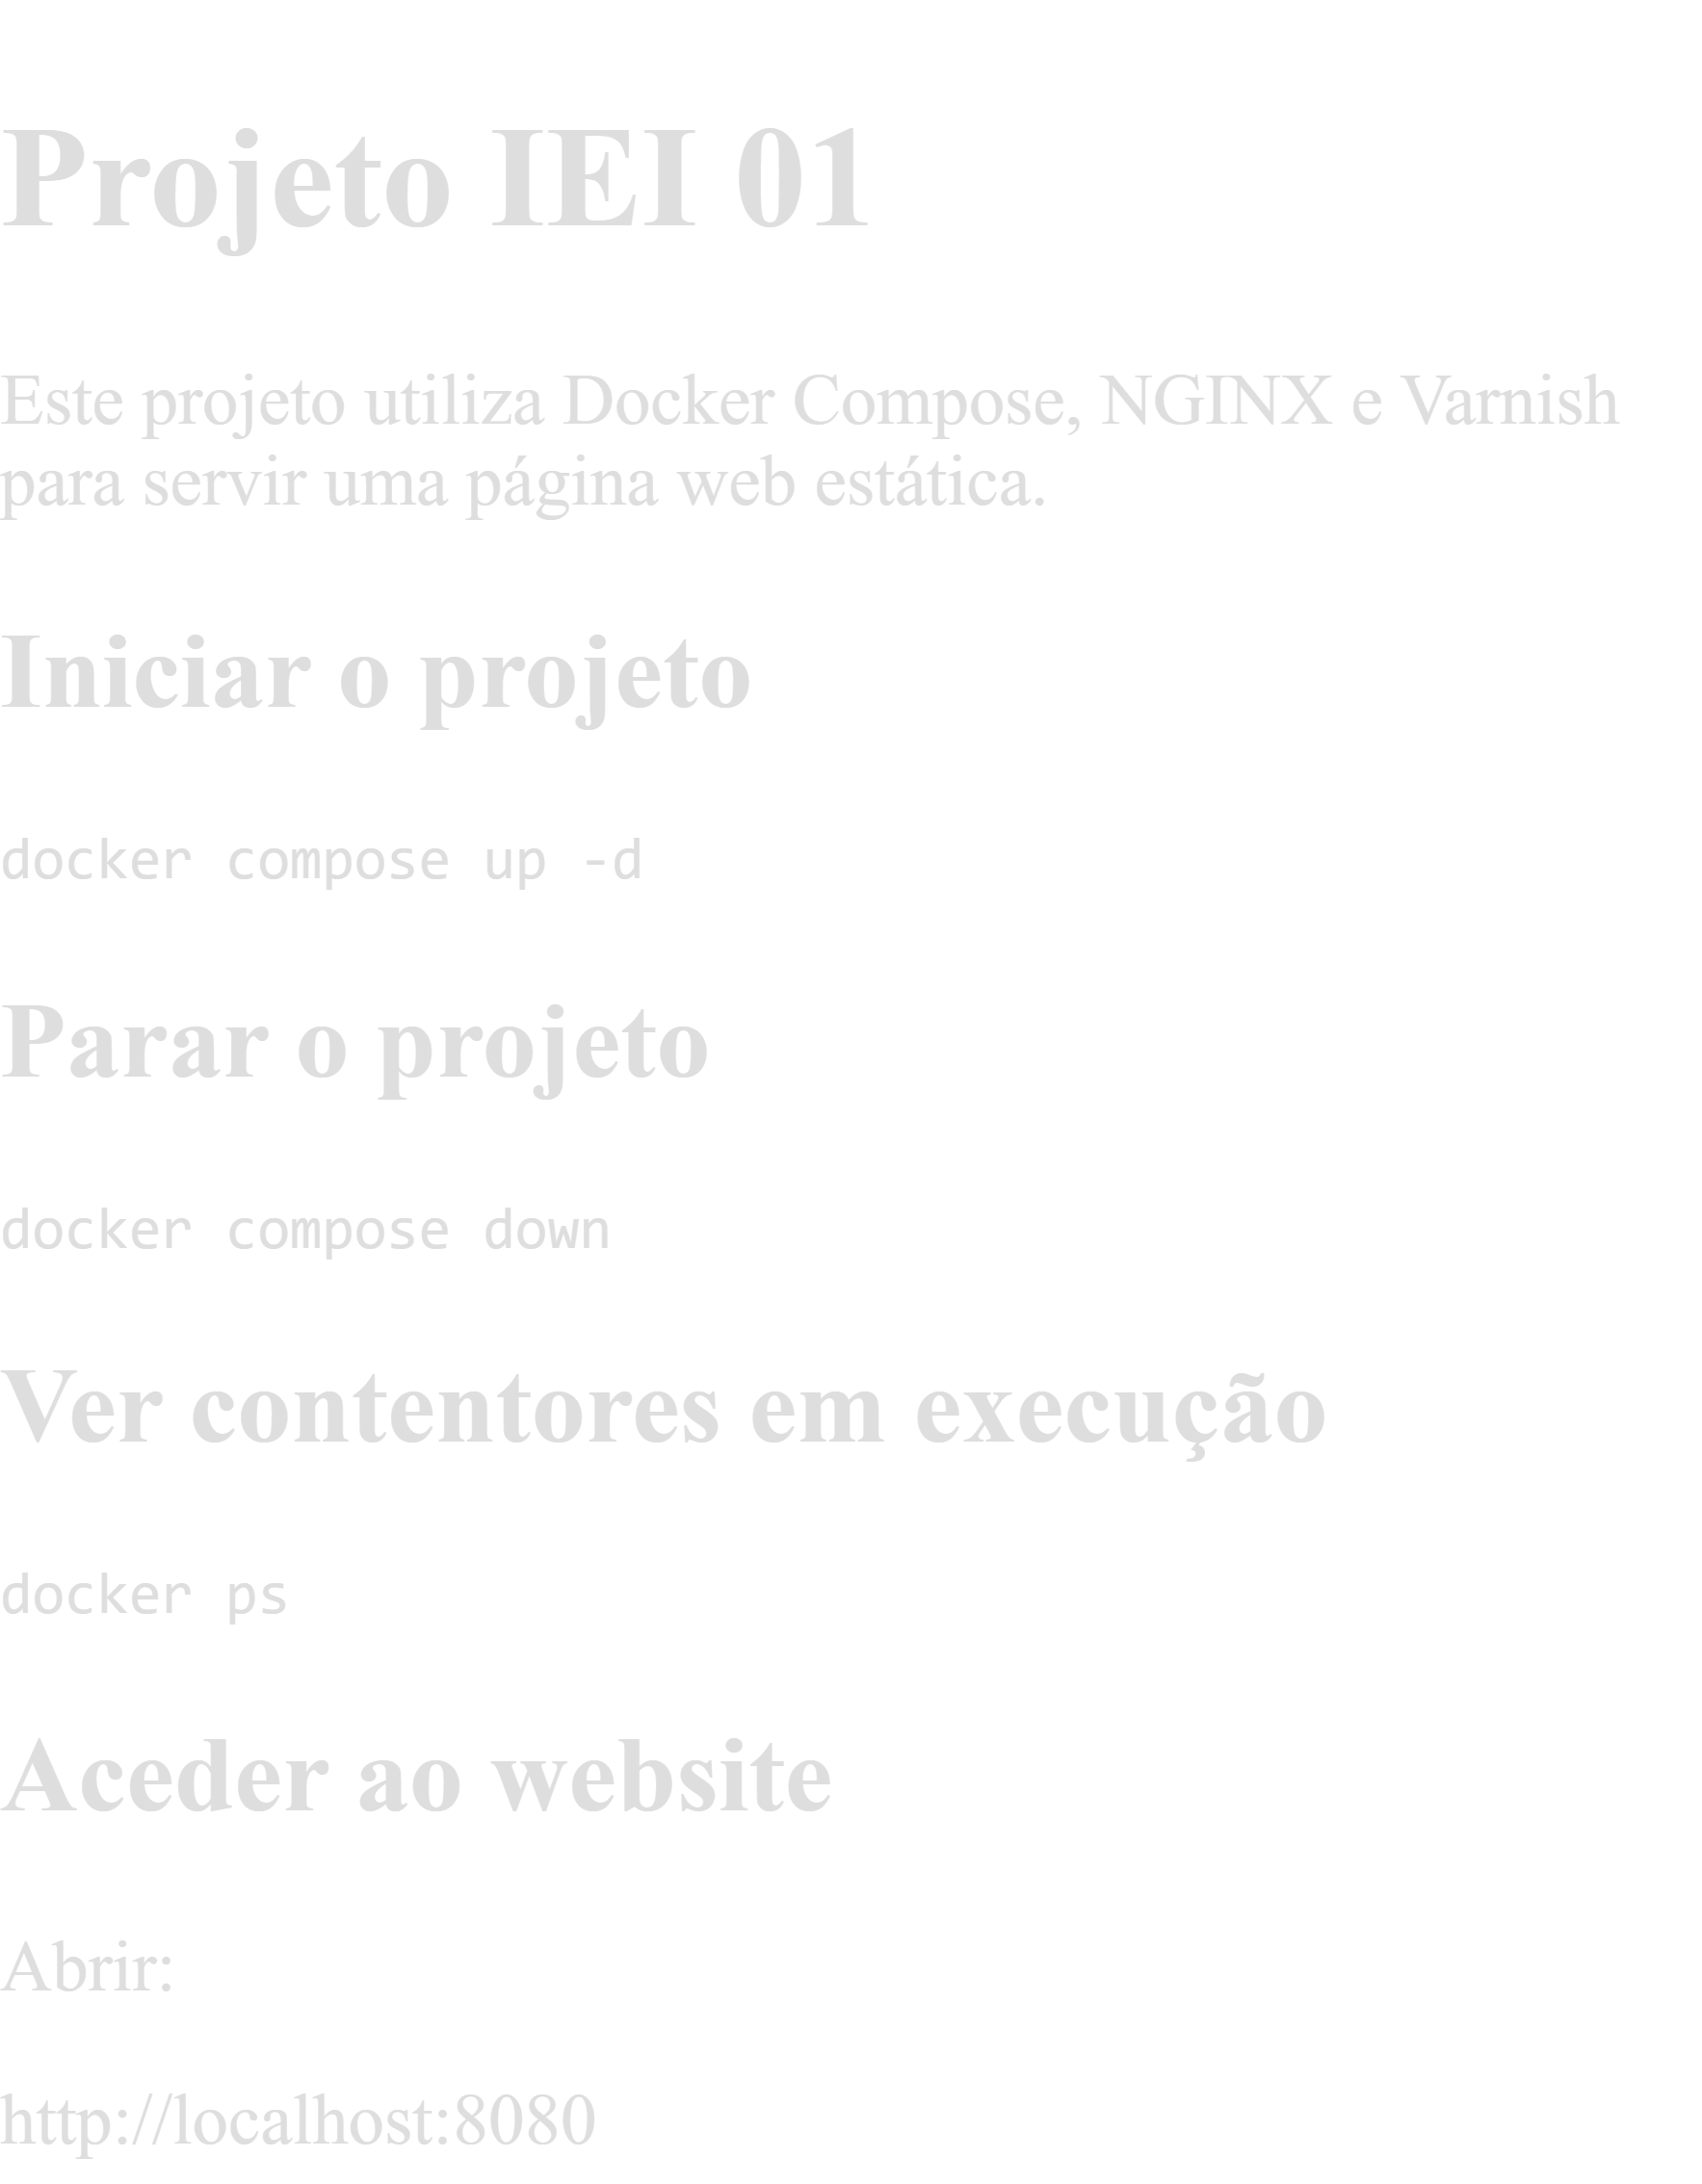 Projeto IEI 01
Este projeto utiliza Docker Compose, NGINX e Varnish
para servir uma página web estática.
Iniciar o projeto
docker compose up -d
Parar o projeto
docker compose down
Ver contentores em execução
docker ps
Aceder ao website
Abrir:
http://localhost:8080